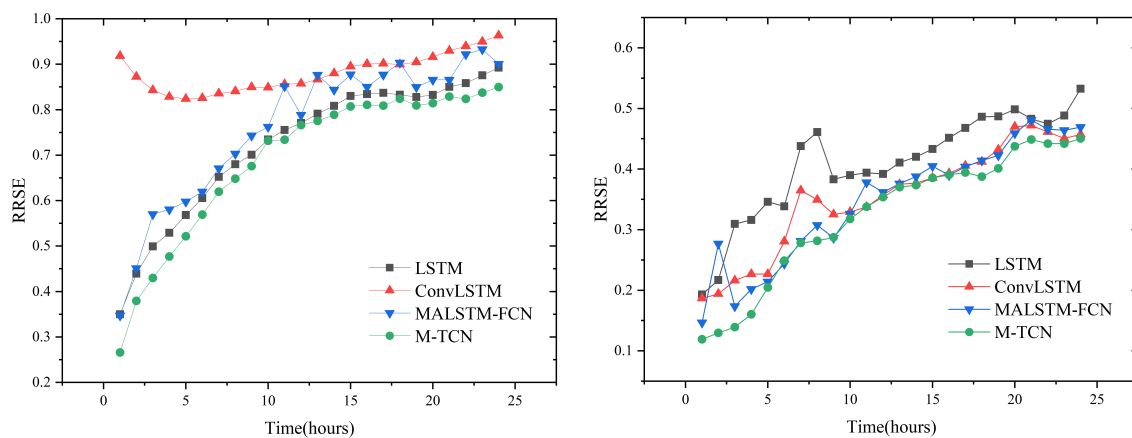 1.0
0.9
0.8
0.7
0.6
0.5
0.4
0.3
0.2
RRSE
0 5 10 15 20 25
Time(hours)
LSTM
ConvLSTM
MALSTM-FCN
M-TCN
0.6
0.5
0.4
0.3
0.2
0.1
RRSE
0 5 10 15 20 25
Time(hours)
LSTM
ConvLSTM
MALSTM-FCN
M-TCN